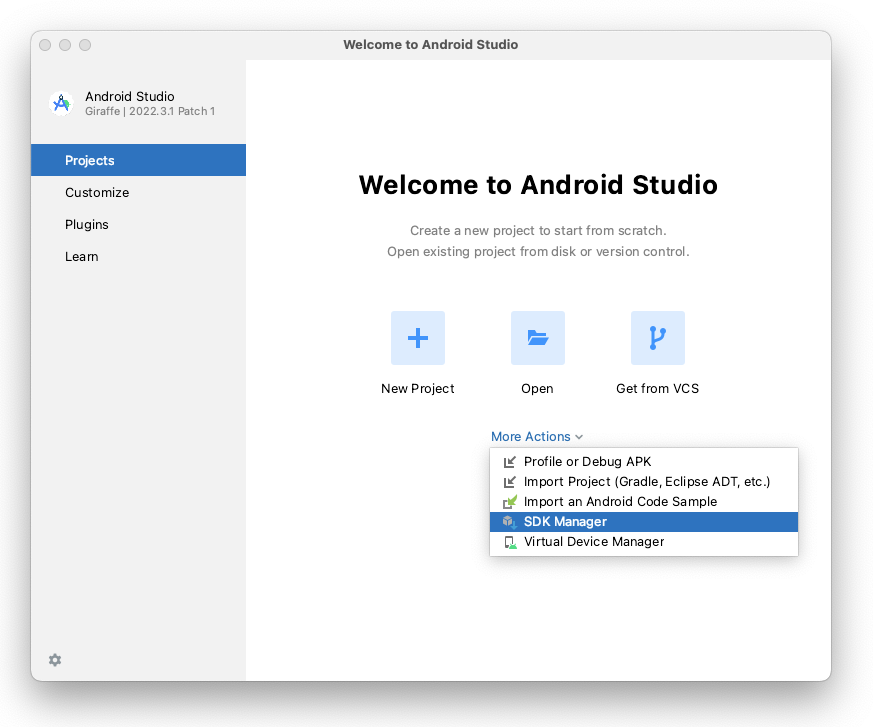 Welcome to Android Studio
Android Studio
Giraffe | 2022.3.1 Patch 1
Projects
Customize
Plugins
Learn
Welcome to Android Studio
Create a new project to start from scratch.
Open existing project from disk or version control.
New Project
Open
Get from VCS
More Actions
Profile or Debug APK
Import Project (Gradle, Eclipse ADT, etc.)
Import an Android Code Sample
SDK Manager
Virtual Device Manager